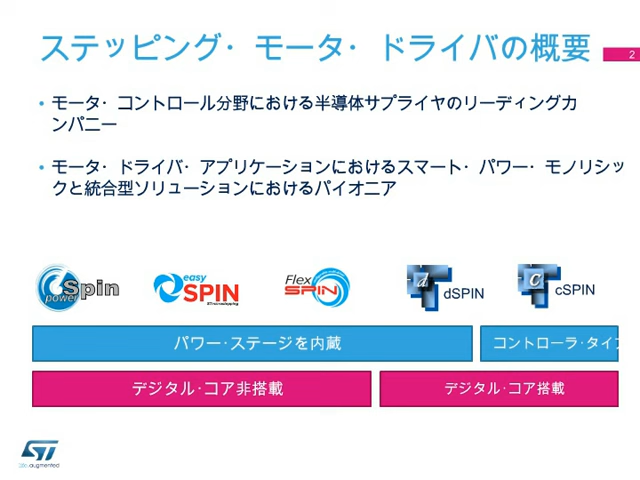 ステッピング・モータ・ドライバの概要
2
• モータ・コントロール分野における半導体サプライヤのリーディングカ
ンパニー
• モータ・ドライバ・アプリケーションにおけるスマート・パワー・モノリシッ
クと統合型ソリューションにおけるパイオニア
powerSpin
easy
SPIN
STmotorstepping
Flex
SPIN
d dSPIN
c cSPIN
パワー・ステージを内蔵
コントローラ・タイプ
デジタル・コア非搭載
デジタル・コア搭載
ST
life.augmented